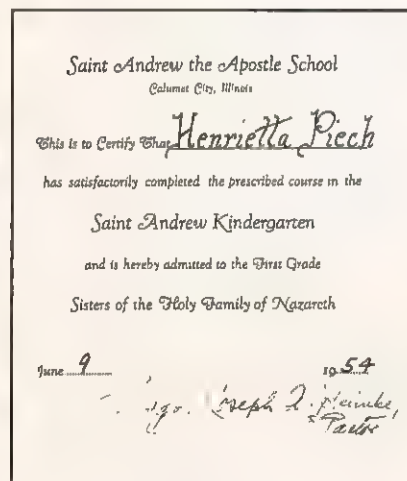 Saint Andrew the Apostle School
Calumet City, Illinois
This is to Certify That Henrietta Piech
has satisfactorily completed the prescribed course in the
Saint Andrew Kindergarten
and is hereby admitted to the First Grade
Sisters of the Holy Family of Nazareth
June 9 1954
Joseph
Pastor